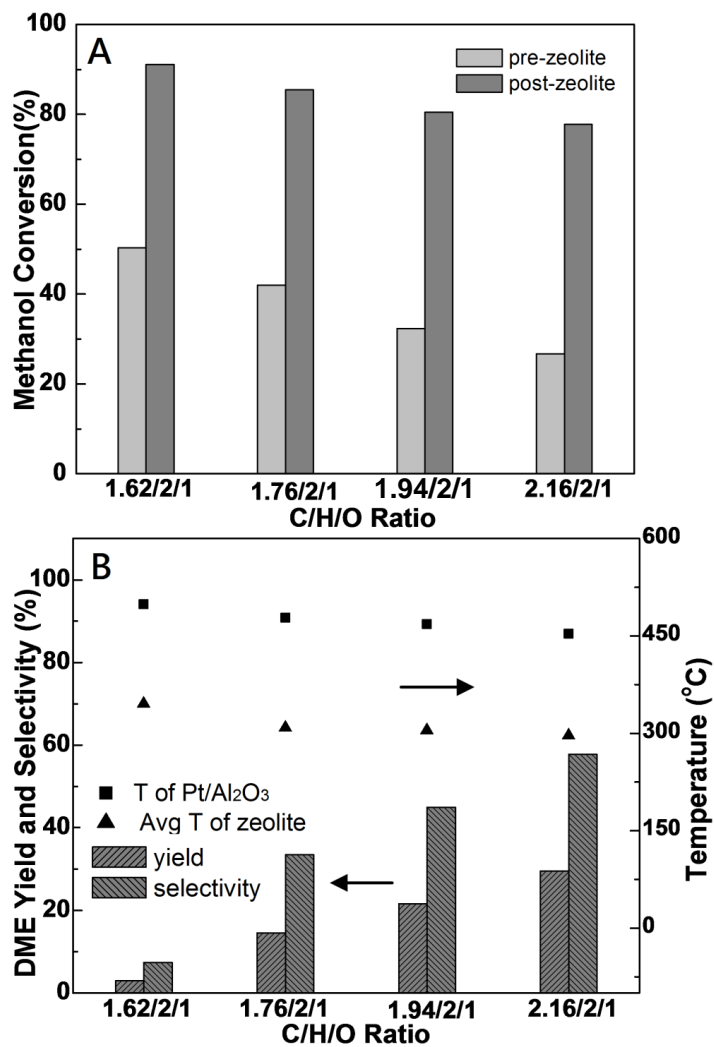 100
80
60
40
20
0
Methanol Conversion(%)
A
pre-zeolite
post-zeolite
1.62/2/1 1.76/2/1 1.94/2/1 2.16/2/1
C/H/O Ratio
100
80
60
40
20
0
DME Yield and Selectivity (%)
B
T of Pt/Al₂O₃
Avg T of zeolite
yield
selectivity
600
450
300
150
0
Temperature (°C)
1.62/2/1 1.76/2/1 1.94/2/1 2.16/2/1
C/H/O Ratio